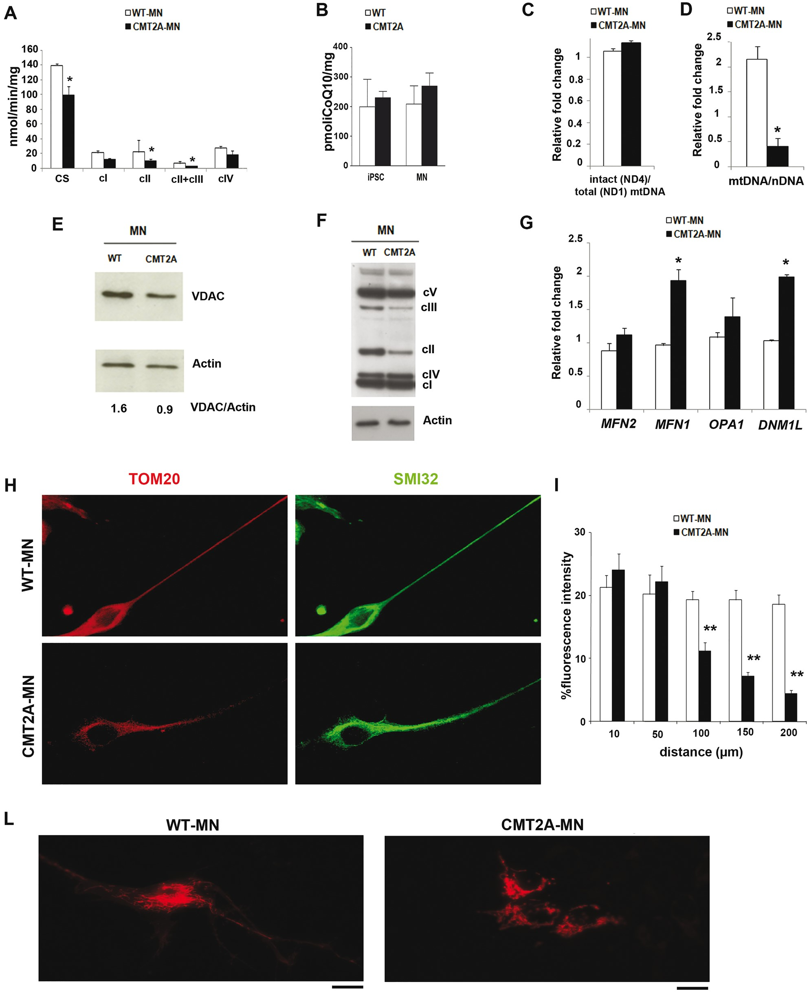 A
WT-MN
CMT2A-MN
nmol/min/mg
160
140
120
100
80
60
40
20
0
*
*
*
CS cI cII cII+cIII cIV
B
WT
CMT2A
pmoliCoQ10/mg
400
300
200
100
0
iPSC MN
C
WT-MN
CMT2A-MN
Relative fold change
1
0.8
0.6
0.4
0.2
0
intact (ND4)/
total (ND1) mtDNA
D
WT-MN
CMT2A-MN
Relative fold change
2.5
2
1.5
1
0.5
0
*
mtDNA/nDNA
E
MN
WT CMT2A
VDAC
Actin
1.6 0.9 VDAC/Actin
F
MN
WT CMT2A
cV
cIII
cII
cIV
cI
Actin
G
WT-MN
CMT2A-MN
Relative fold change
2.5
2
1.5
1
0.5
0
*
*
MFN2 MFN1 OPA1 DNM1L
H
TOM20 SMI32
WT-MN
CMT2A-MN
I
WT-MN
CMT2A-MN
%fluorescence intensity
30
20
10
0
**
**
**
10 50 100 150 200
distance (µm)
L
WT-MN CMT2A-MN